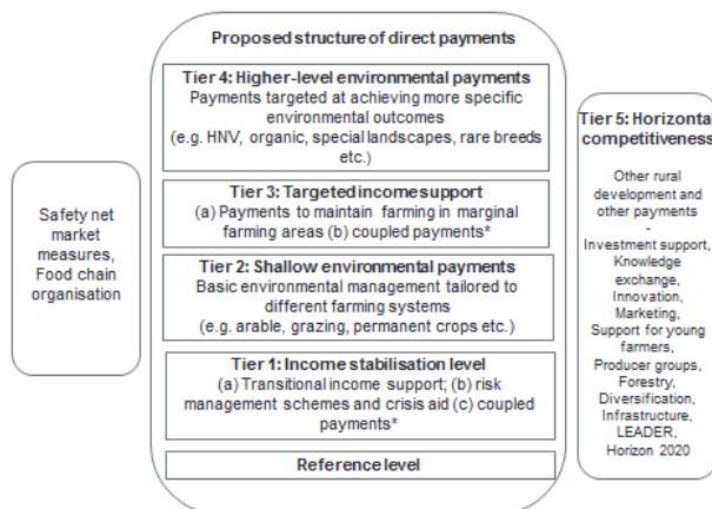 Proposed structure of direct payments
Tier 4: Higher-level environmental payments
Payments targeted at achieving more specific
environmental outcomes
(e.g. HNV, organic, special landscapes, rare breeds
etc.)
Tier 3: Targeted income support
(a) Payments to maintain farming in marginal
farming areas (b) coupled payments*
Tier 2: Shallow environmental payments
Basic environmental management tailored to
different farming systems
(e.g. arable, grazing, permanent crops etc.)
Tier 1: Income stabilisation level
(a) Transitional income support; (b) risk
management schemes and crisis aid (c) coupled
payments*
Reference level
Safety net
market
measures,
Food chain
organisation
Tier 5: Horizontal
competitiveness
Other rural
development and
other payments
-
Investment support,
Knowledge
exchange,
Innovation,
Marketing,
Support for young
farmers,
Producer groups,
Forestry,
Diversification,
Infrastructure,
LEADER,
Horizon 2020